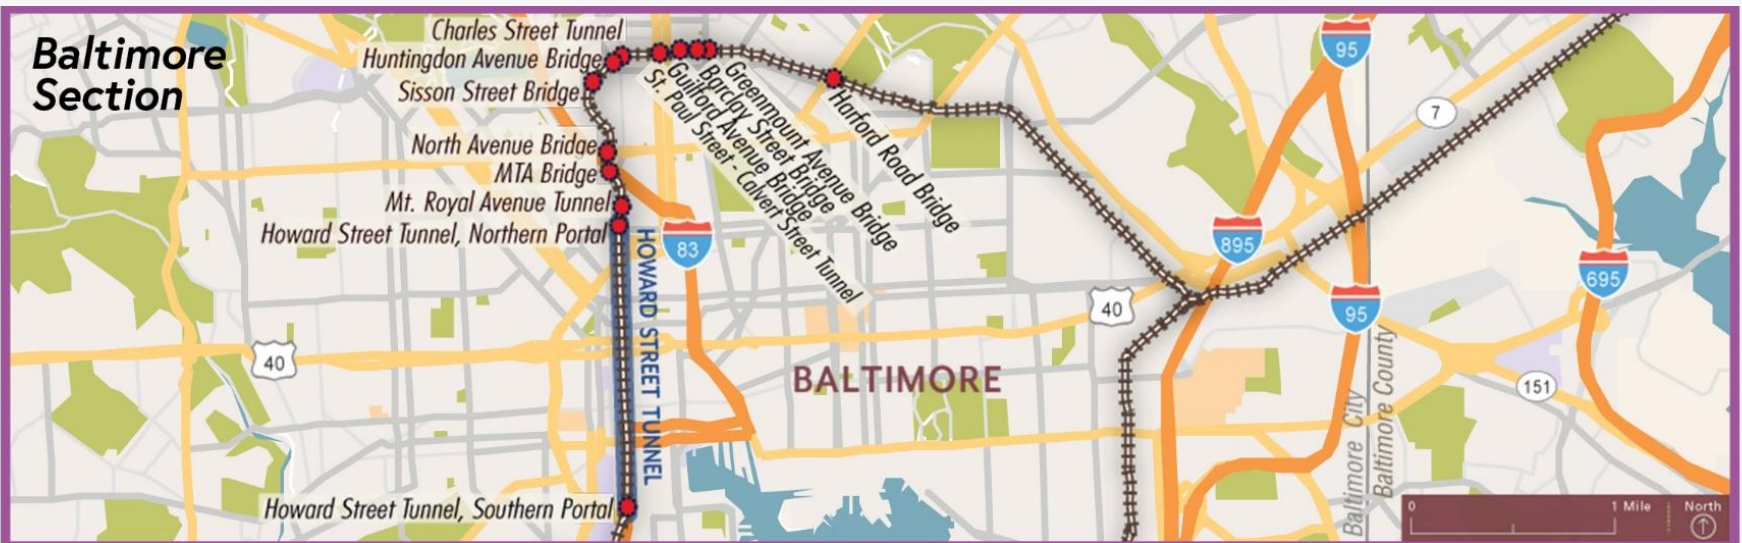 Baltimore
Section
Charles Street Tunnel
Huntingdon Avenue Bridge
Sisson Street Bridge
North Avenue Bridge
MTA Bridge
Mt. Royal Avenue Tunnel
Howard Street Tunnel, Northern Portal
Howard Street Tunnel, Southern Portal
St. Paul Street - Calvert Street Tunnel
Guilford Avenue Bridge
Barclay Street Bridge
Greenmount Avenue Bridge
Harford Road Bridge
HOWARD STREET TUNNEL
BALTIMORE
83
40
40
895
95
95
7
695
151
Baltimore City
Baltimore County
0
1 Mile
North